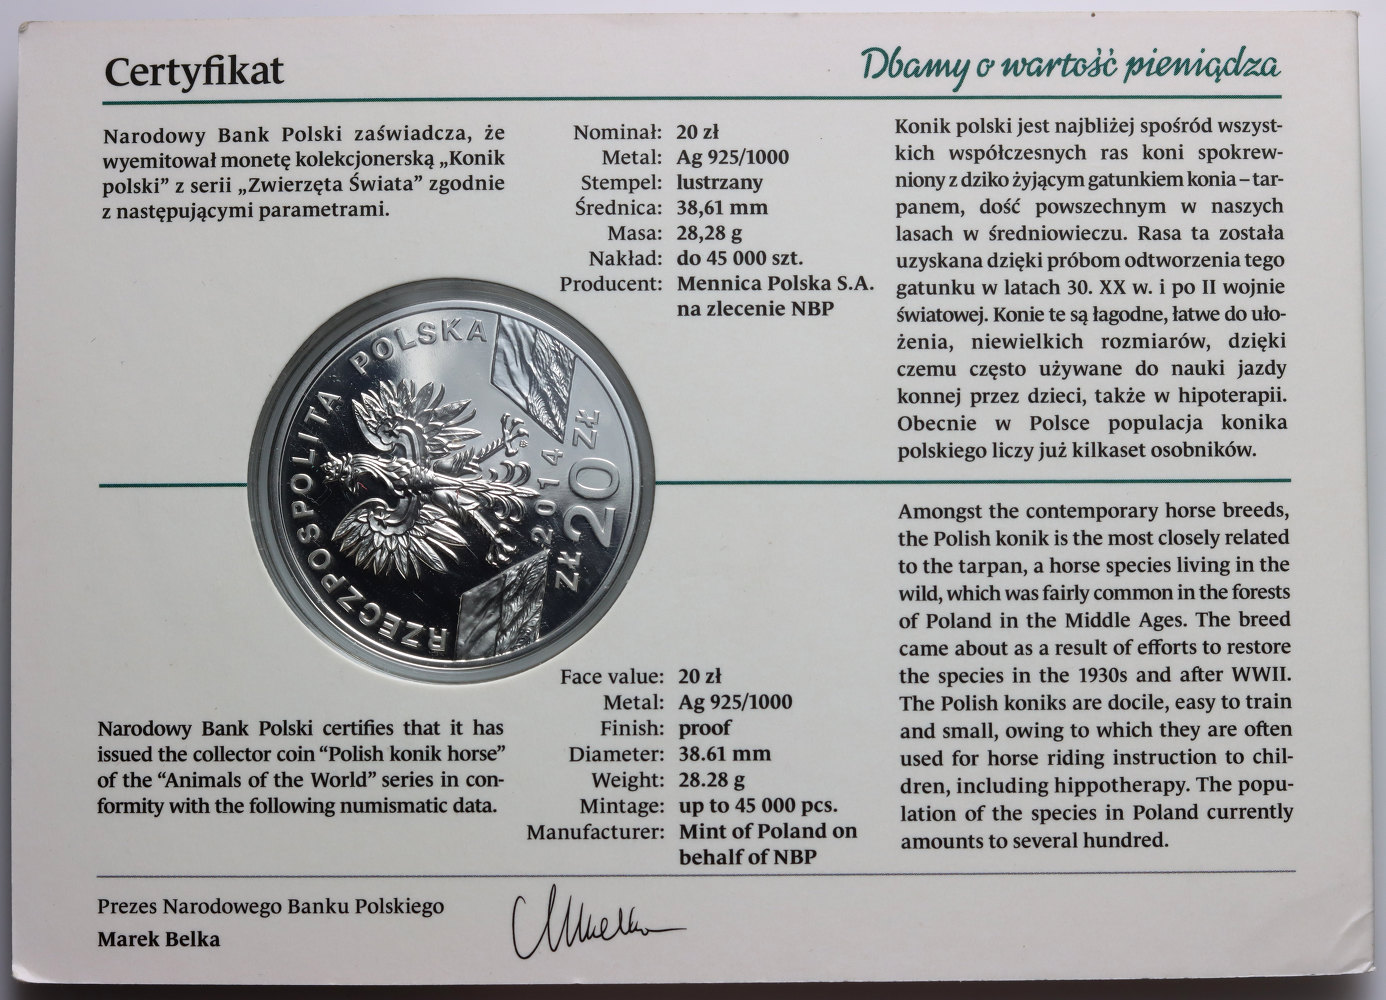 Certyfikat
Dbamy o wartość pieniądza
Narodowy Bank Polski zaświadcza, że
wyemitował monetę kolekcjonerską „Konik
polski” z serii „Zwierzęta Świata” zgodnie
z następującymi parametrami.
Nominał: 20 zł
Metal: Ag 925/1000
Stempel: lustrzany
Średnica: 38,61 mm
Masa: 28,28 g
Nakład: do 45 000 szt.
Producent: Mennica Polska S.A.
na zlecenie NBP
Konik polski jest najbliżej spośród wszyst-
kich współczesnych ras koni spokrew-
niony z dziko żyjącym gatunkiem konia – tar-
panem, dość powszechnym w naszych
lasach w średniowieczu. Rasa ta została
uzyskana dzięki próbom odtworzenia tego
gatunku w latach 30. XX w. i po II wojnie
światowej. Konie te są łagodne, łatwe do uło-
żenia, niewielkich rozmiarów, dzięki
czemu często używane do nauki jazdy
konnej przez dzieci, także w hipoterapii.
Obecnie w Polsce populacja konika
polskiego liczy już kilkaset osobników.
RZECZPOSPOLITA POLSKA
2014
ZŁ 20 ZŁ
Narodowy Bank Polski certifies that it has
issued the collector coin “Polish konik horse”
of the “Animals of the World” series in con-
formity with the following numismatic data.
Face value: 20 zł
Metal: Ag 925/1000
Finish: proof
Diameter: 38.61 mm
Weight: 28.28 g
Mintage: up to 45 000 pcs.
Manufacturer: Mint of Poland on
behalf of NBP
Amongst the contemporary horse breeds,
the Polish konik is the most closely related
to the tarpan, a horse species living in the
wild, which was fairly common in the forests
of Poland in the Middle Ages. The breed
came about as a result of efforts to restore
the species in the 1930s and after WWII.
The Polish koniks are docile, easy to train
and small, owing to which they are often
used for horse riding instruction to chil-
dren, including hippotherapy. The popu-
lation of the species in Poland currently
amounts to several hundred.
Prezes Narodowego Banku Polskiego
Marek Belka